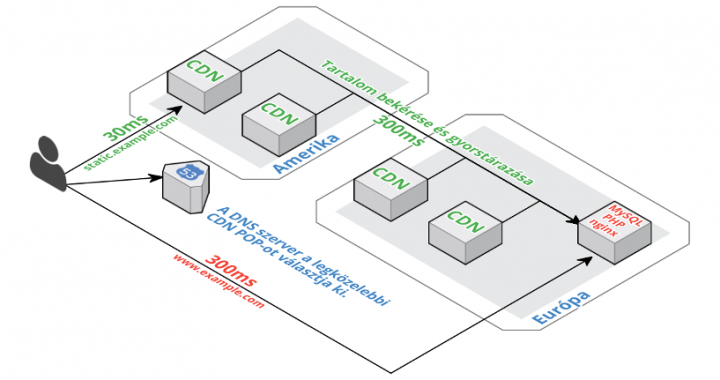 CDN
CDN
Amerika
30ms
static.example.com
Tartalom bekérése és gyorstárazása
300ms
53
A DNS szerver a legközelebbi
CDN POP-ot választja ki.
CDN
CDN
MySQL
PHP
nginx
Európa
300ms
www.example.com